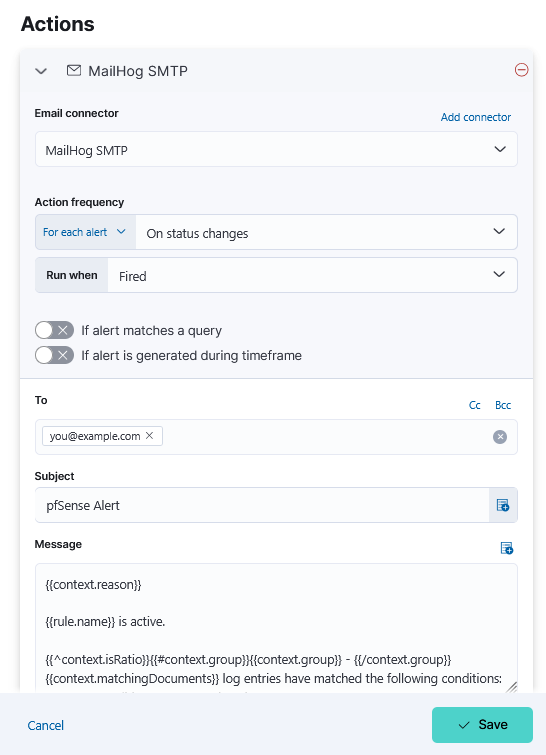 Actions
MailHog SMTP
Email connector
Add connector
MailHog SMTP
Action frequency
For each alert
On status changes
Run when
Fired
If alert matches a query
If alert is generated during timeframe
To
Cc
Bcc
you@example.com
Subject
pfSense Alert
Message
{{context.reason}}
{{rule.name}} is active.
{{^context.isRatio}}{{#context.group}}{{context.group}} - {{/context.group}}
{{context.matchingDocuments}} log entries have matched the following conditions:
Cancel
Save